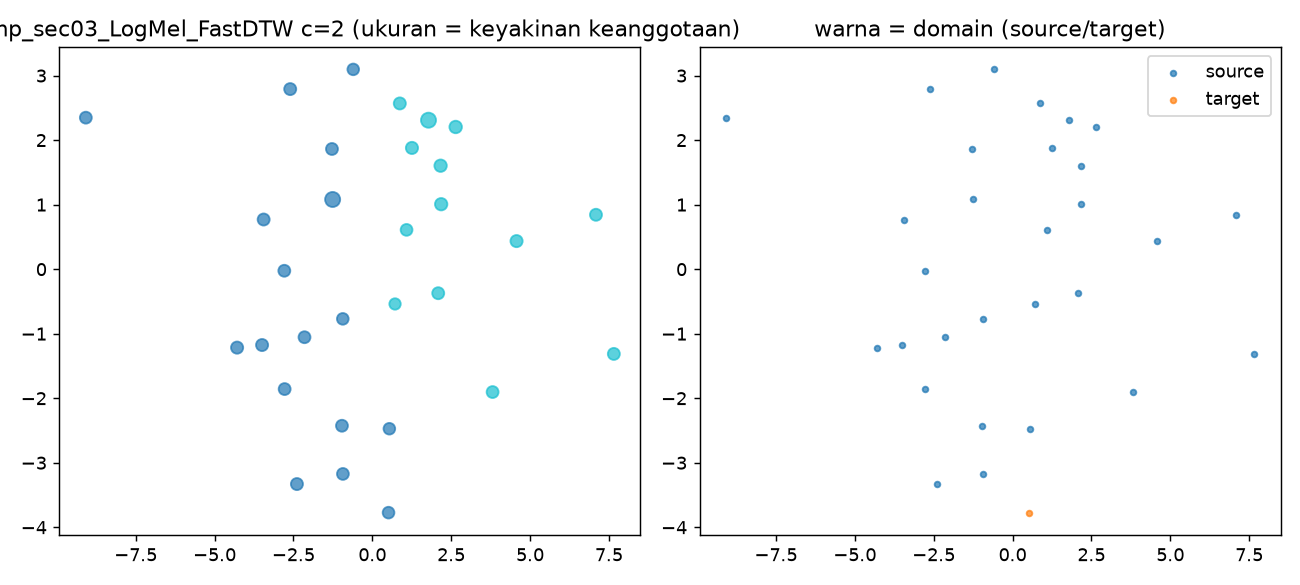 np_sec03_LogMel_FastDTW c=2 (ukuran = keyakinan keanggotaan)
3
2
1
0
−1
−2
−3
−4
−7.5 −5.0 −2.5 0.0 2.5 5.0 7.5
warna = domain (source/target)
source
target
3
2
1
0
−1
−2
−3
−4
−7.5 −5.0 −2.5 0.0 2.5 5.0 7.5